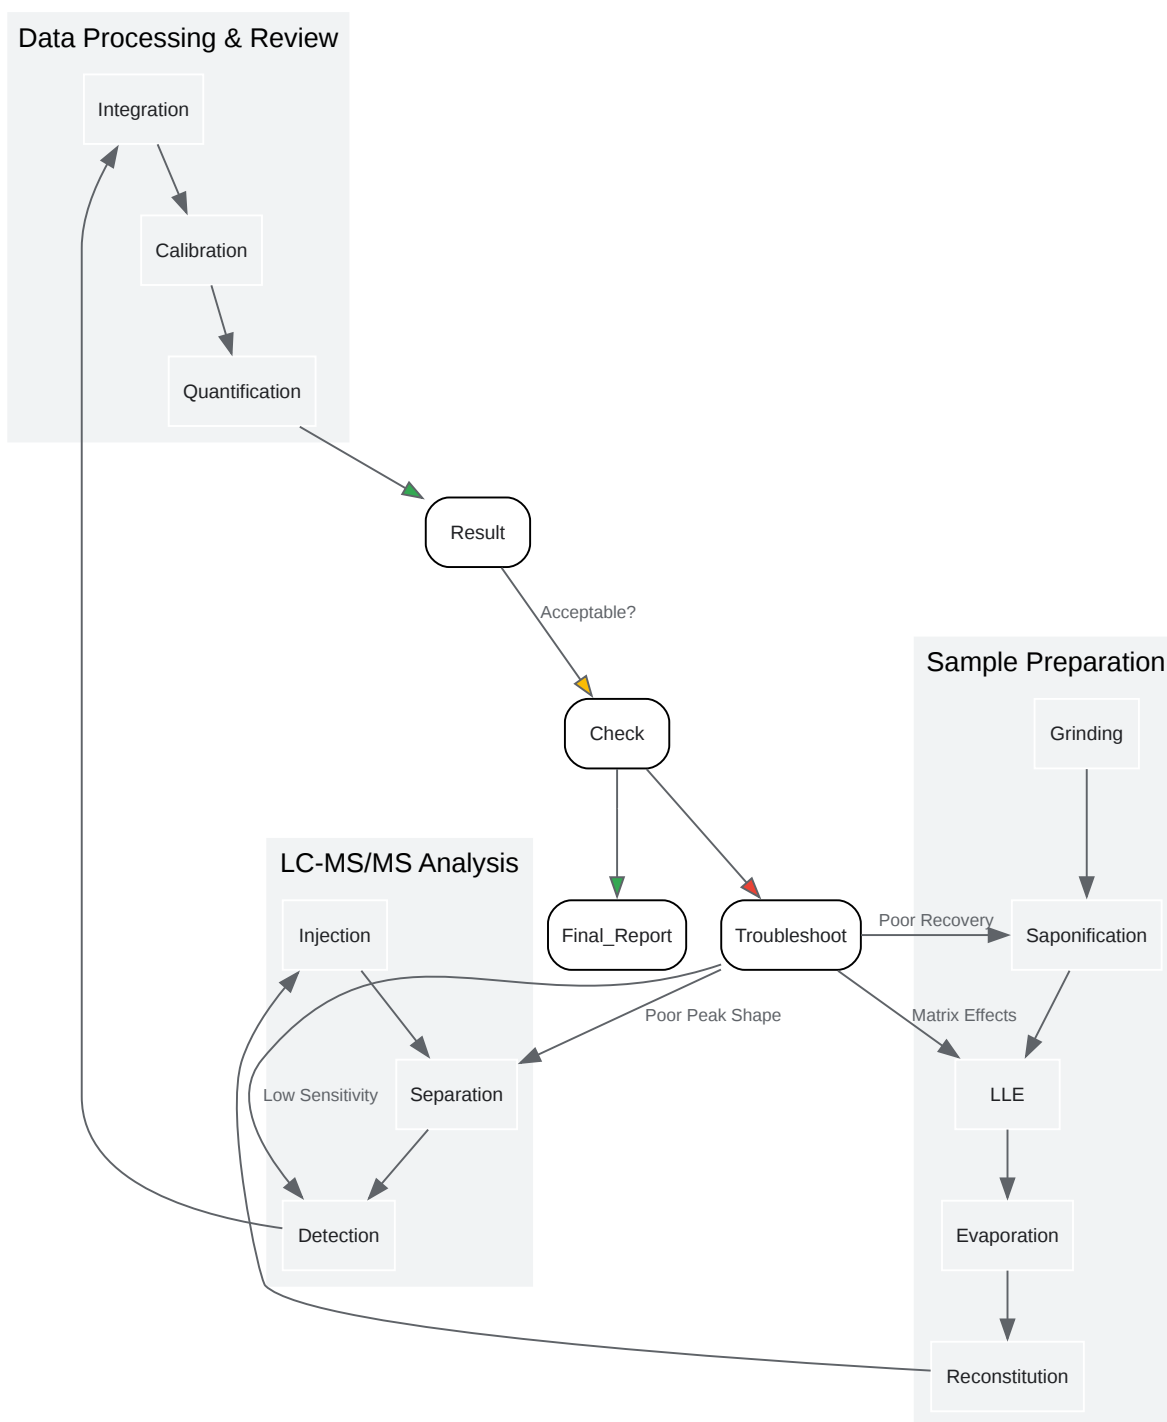 Data Processing & Review
Integration
Calibration
Quantification
Result
Acceptable?
Check
Sample Preparation
Grinding
LC-MS/MS Analysis
Injection
Final_Report
Troubleshoot
Poor Recovery
Saponification
Poor Peak Shape
Matrix Effects
Low Sensitivity
Separation
LLE
Detection
Evaporation
Reconstitution